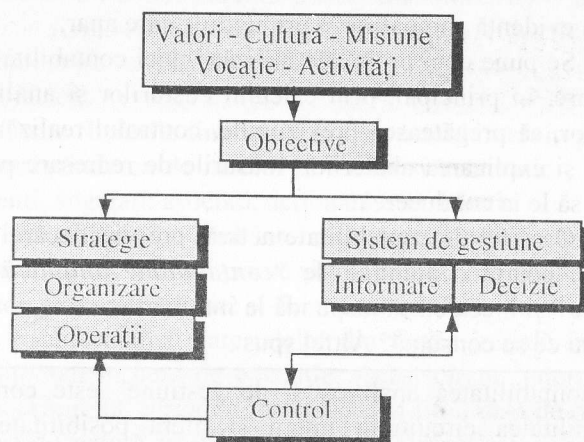 Valori - Cultură - Misiune
Vocație - Activități
Obiective
Strategie
Sistem de gestiune
Organizare
Informare
Decizie
Operații
Control